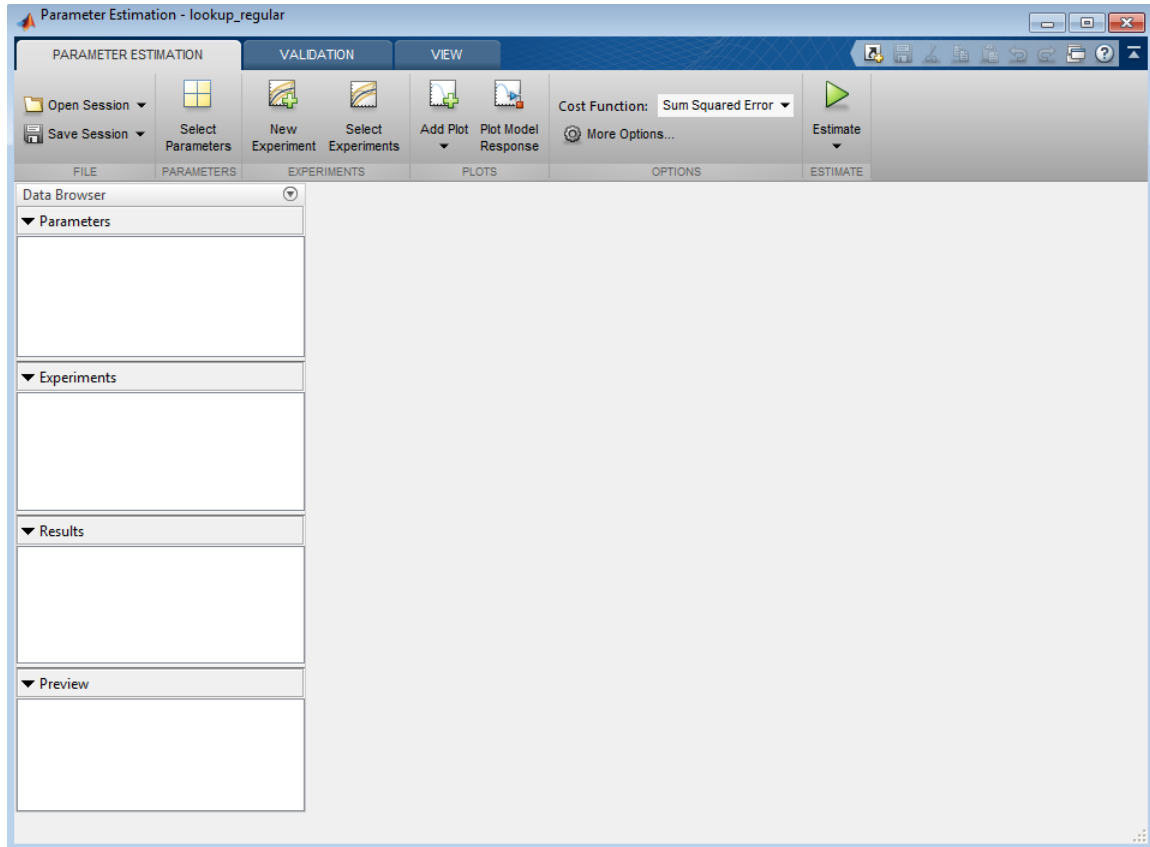 Parameter Estimation - lookup_regular
PARAMETER ESTIMATION VALIDATION VIEW
Open Session
Save Session
Select
Parameters
New
Experiment
Select
Experiments
Add Plot
Plot Model
Response
Cost Function: Sum Squared Error
More Options...
Estimate
FILE PARAMETERS EXPERIMENTS PLOTS OPTIONS ESTIMATE
Data Browser
Parameters
Experiments
Results
Preview